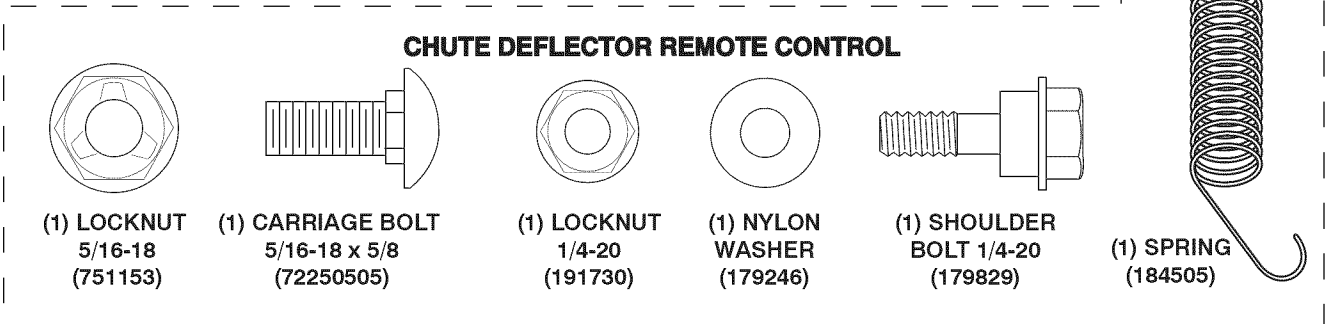 CHUTE DEFLECTOR REMOTE CONTROL
(1) LOCKNUT
5/16-18
(751153)
(1) CARRIAGE BOLT
5/16-18 x 5/8
(72250505)
(1) LOCKNUT
1/4-20
(191730)
(1) NYLON
WASHER
(179246)
(1) SHOULDER
BOLT 1/4-20
(179829)
(1) SPRING
(184505)